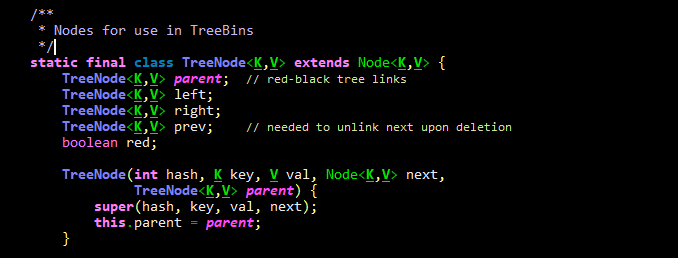 /**
 * Nodes for use in TreeBins
 */
static final class TreeNode<K,V> extends Node<K,V> {
    TreeNode<K,V> parent;  // red-black tree links
    TreeNode<K,V> left;
    TreeNode<K,V> right;
    TreeNode<K,V> prev;    // needed to unlink next upon deletion
    boolean red;

    TreeNode(int hash, K key, V val, Node<K,V> next,
             TreeNode<K,V> parent) {
        super(hash, key, val, next);
        this.parent = parent;
    }